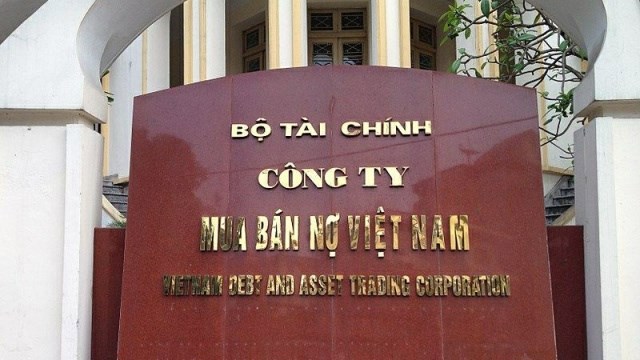 BỘ TÀI CHÍNH
CÔNG TY
MUA BÁN NỢ VIỆT NAM
VIETNAM DEBT AND ASSET TRADING CORPORATION